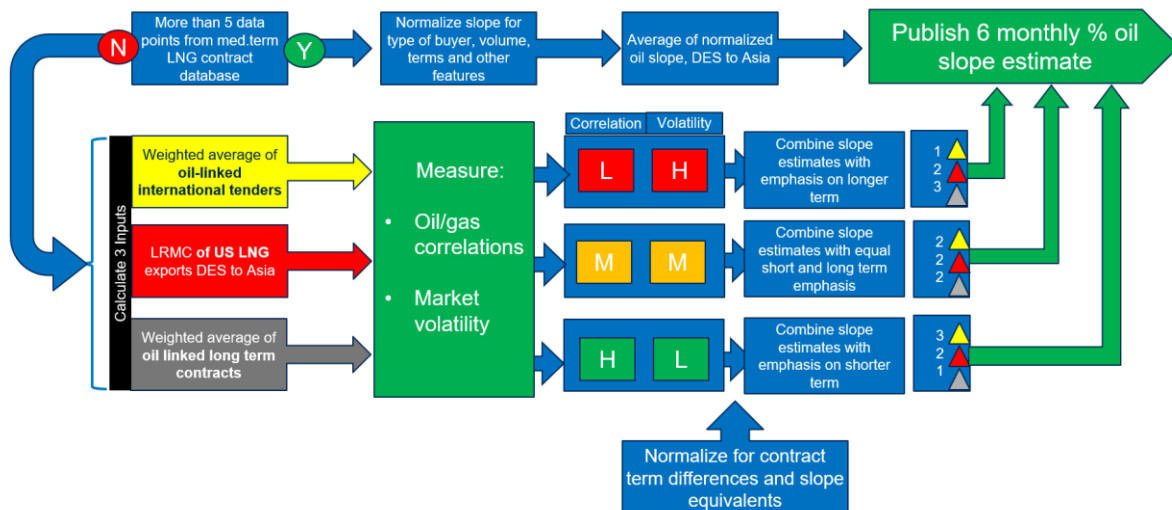 More than 5 data
points from med.term
LNG contract
database
N
Y
Normalize slope for
type of buyer, volume,
terms and other
features
Average of normalized
oil slope, DES to Asia
Publish 6 monthly % oil
slope estimate
Calculate 3 Inputs
Weighted average of
oil-linked
international tenders
LRMC of US LNG
exports DES to Asia
Weighted average of
oil linked long term
contracts
Measure:
• Oil/gas
correlations
• Market
volatility
Correlation Volatility
L H
Combine slope
estimates with
emphasis on longer
term
1
2
3
M M
Combine slope
estimates with equal
short and long term
emphasis
2
2
2
H L
Combine slope
estimates with
emphasis on shorter
term
3
2
1
Normalize for contract
term differences and slope
equivalents